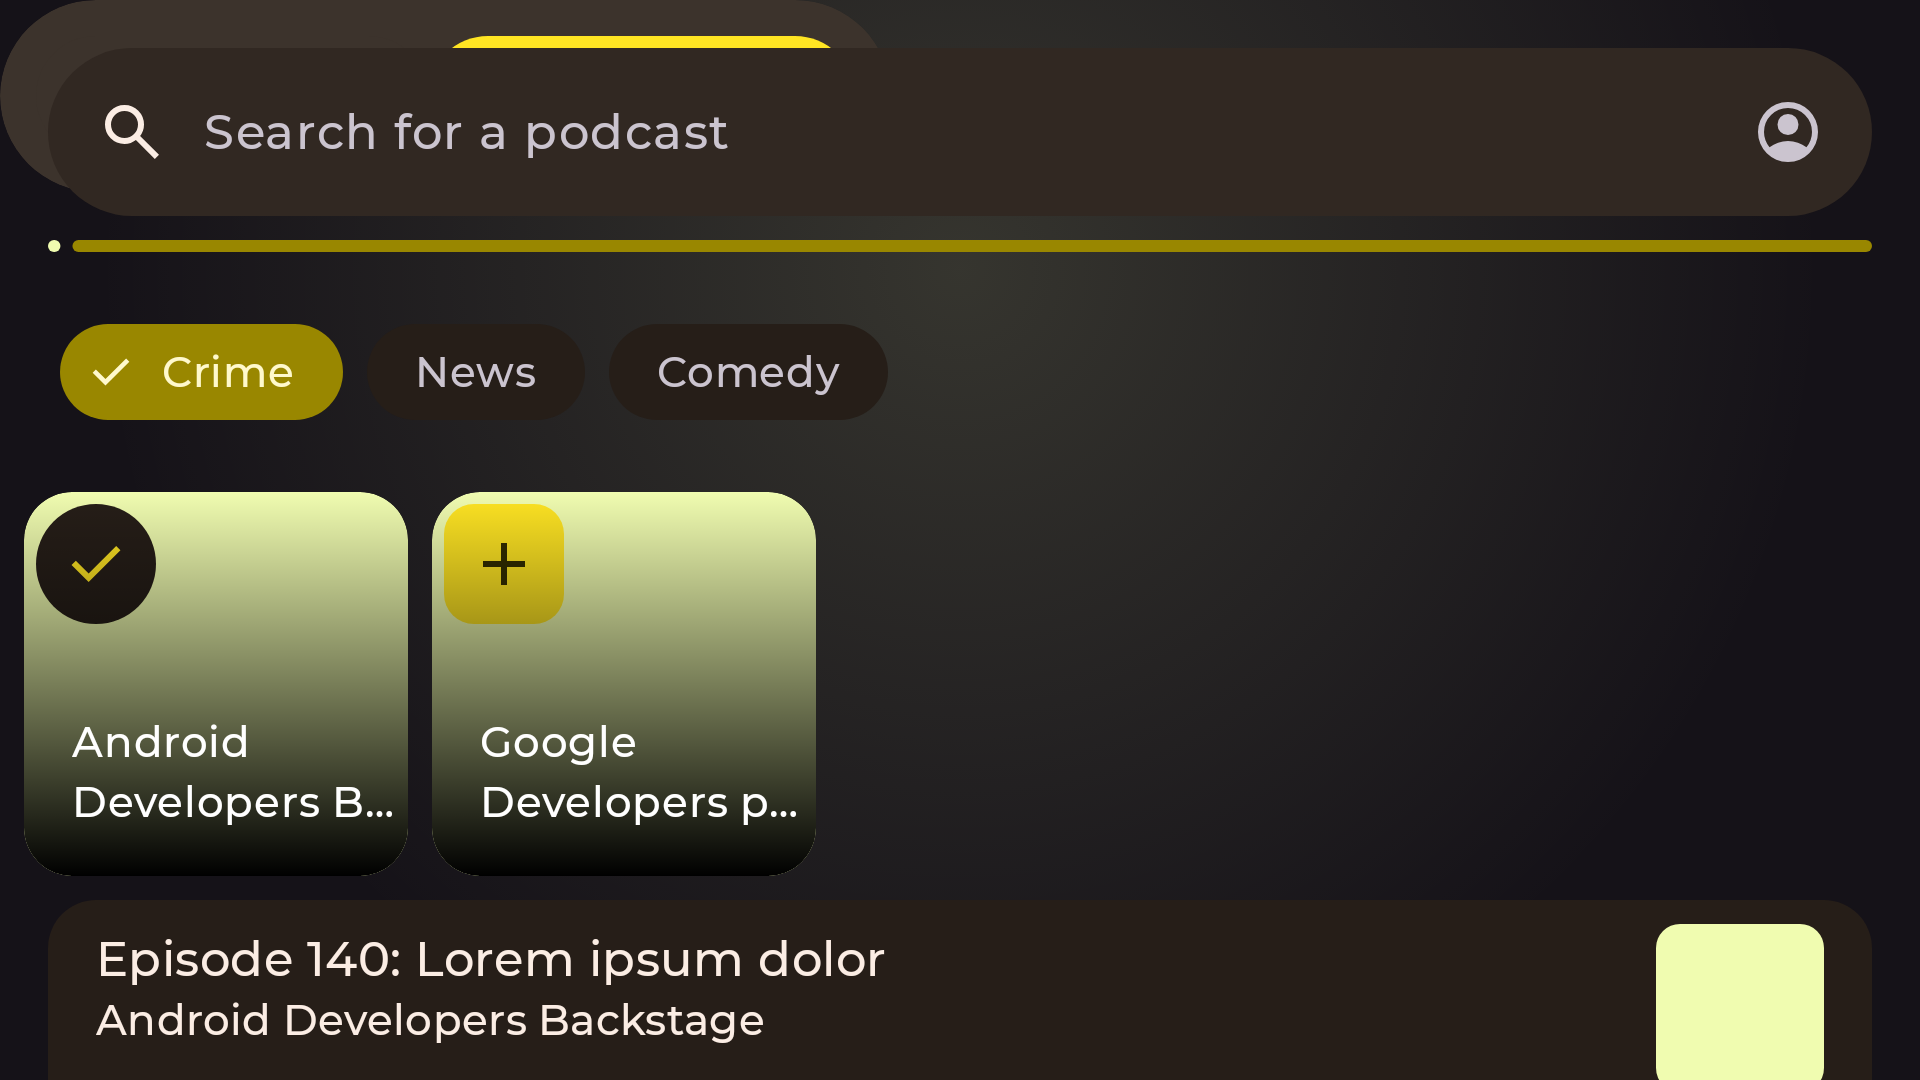 Search for a podcast
Crime
News
Comedy
Android
Developers B...
Google
Developers p...
Episode 140: Lorem ipsum dolor
Android Developers Backstage